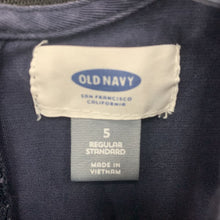 OLD NAVY
SAN FRANCISCO
CALIFORNIA
5
REGULAR
STANDARD
MADE IN
VIETNAM